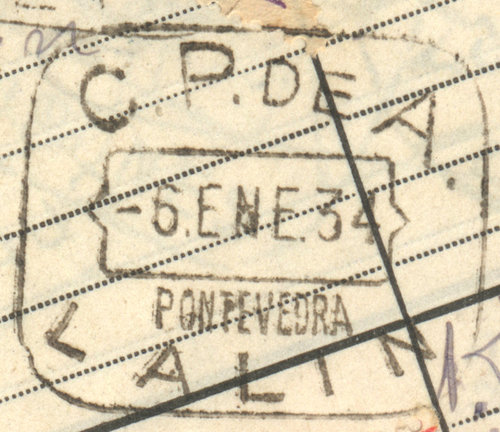 C.P. DE A.
-6.ENE.34
PONTEVEDRA
LALIN